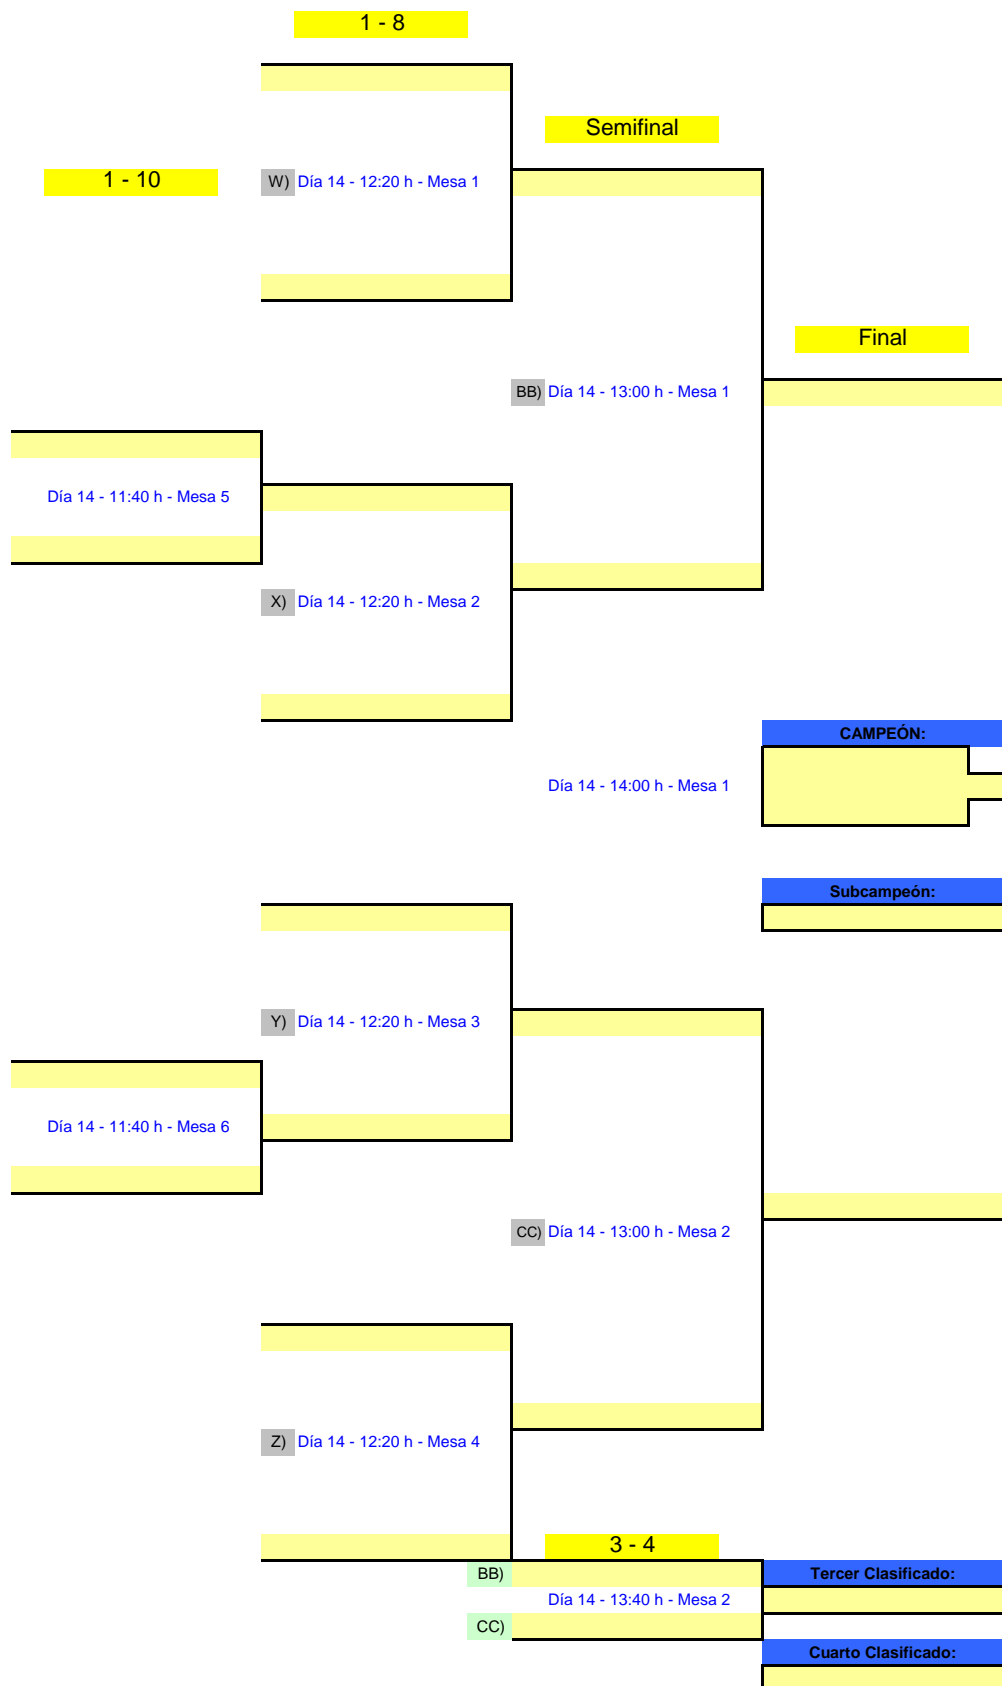 1 - 8
Semifinal
1 - 10
W) Día 14 - 12:20 h - Mesa 1
Final
BB) Día 14 - 13:00 h - Mesa 1
Día 14 - 11:40 h - Mesa 5
X) Día 14 - 12:20 h - Mesa 2
CAMPEÓN:
Día 14 - 14:00 h - Mesa 1
Subcampeón:
Y) Día 14 - 12:20 h - Mesa 3
Día 14 - 11:40 h - Mesa 6
CC) Día 14 - 13:00 h - Mesa 2
Z) Día 14 - 12:20 h - Mesa 4
3 - 4
BB)
Tercer Clasificado:
Día 14 - 13:40 h - Mesa 2
CC)
Cuarto Clasificado: